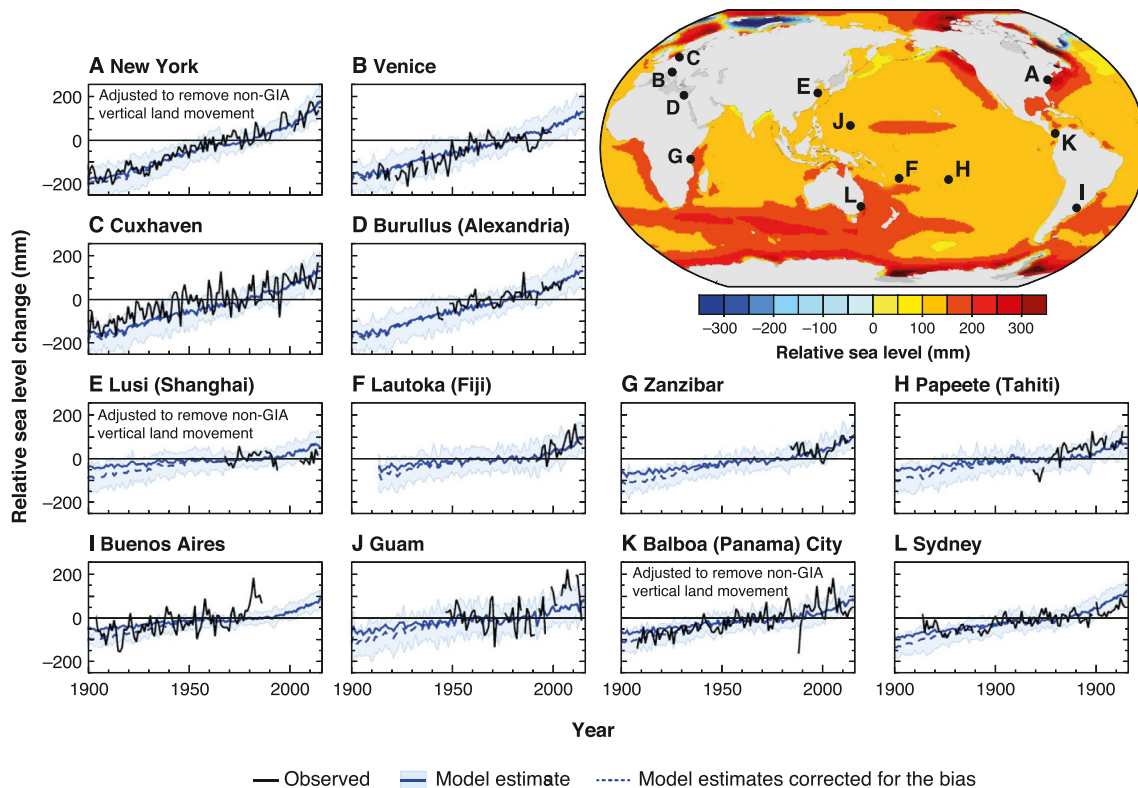 A New York
Adjusted to remove non-GIA
vertical land movement
200
0
−200
B Venice
C Cuxhaven
200
0
−200
D Burullus (Alexandria)
A
B
C
D
E
F
G
H
I
J
K
L
−300 −200 −100 0 100 200 300
Relative sea level (mm)
Relative sea level change (mm)
E Lusi (Shanghai)
Adjusted to remove non-GIA
vertical land movement
200
0
−200
F Lautoka (Fiji)
G Zanzibar
H Papeete (Tahiti)
I Buenos Aires
200
0
−200
J Guam
K Balboa (Panama) City
Adjusted to remove non-GIA
vertical land movement
L Sydney
1900 1950 2000
1900 1950 2000
1900 1950 2000
1900 1900 1900
Year
Observed Model estimate Model estimates corrected for the bias